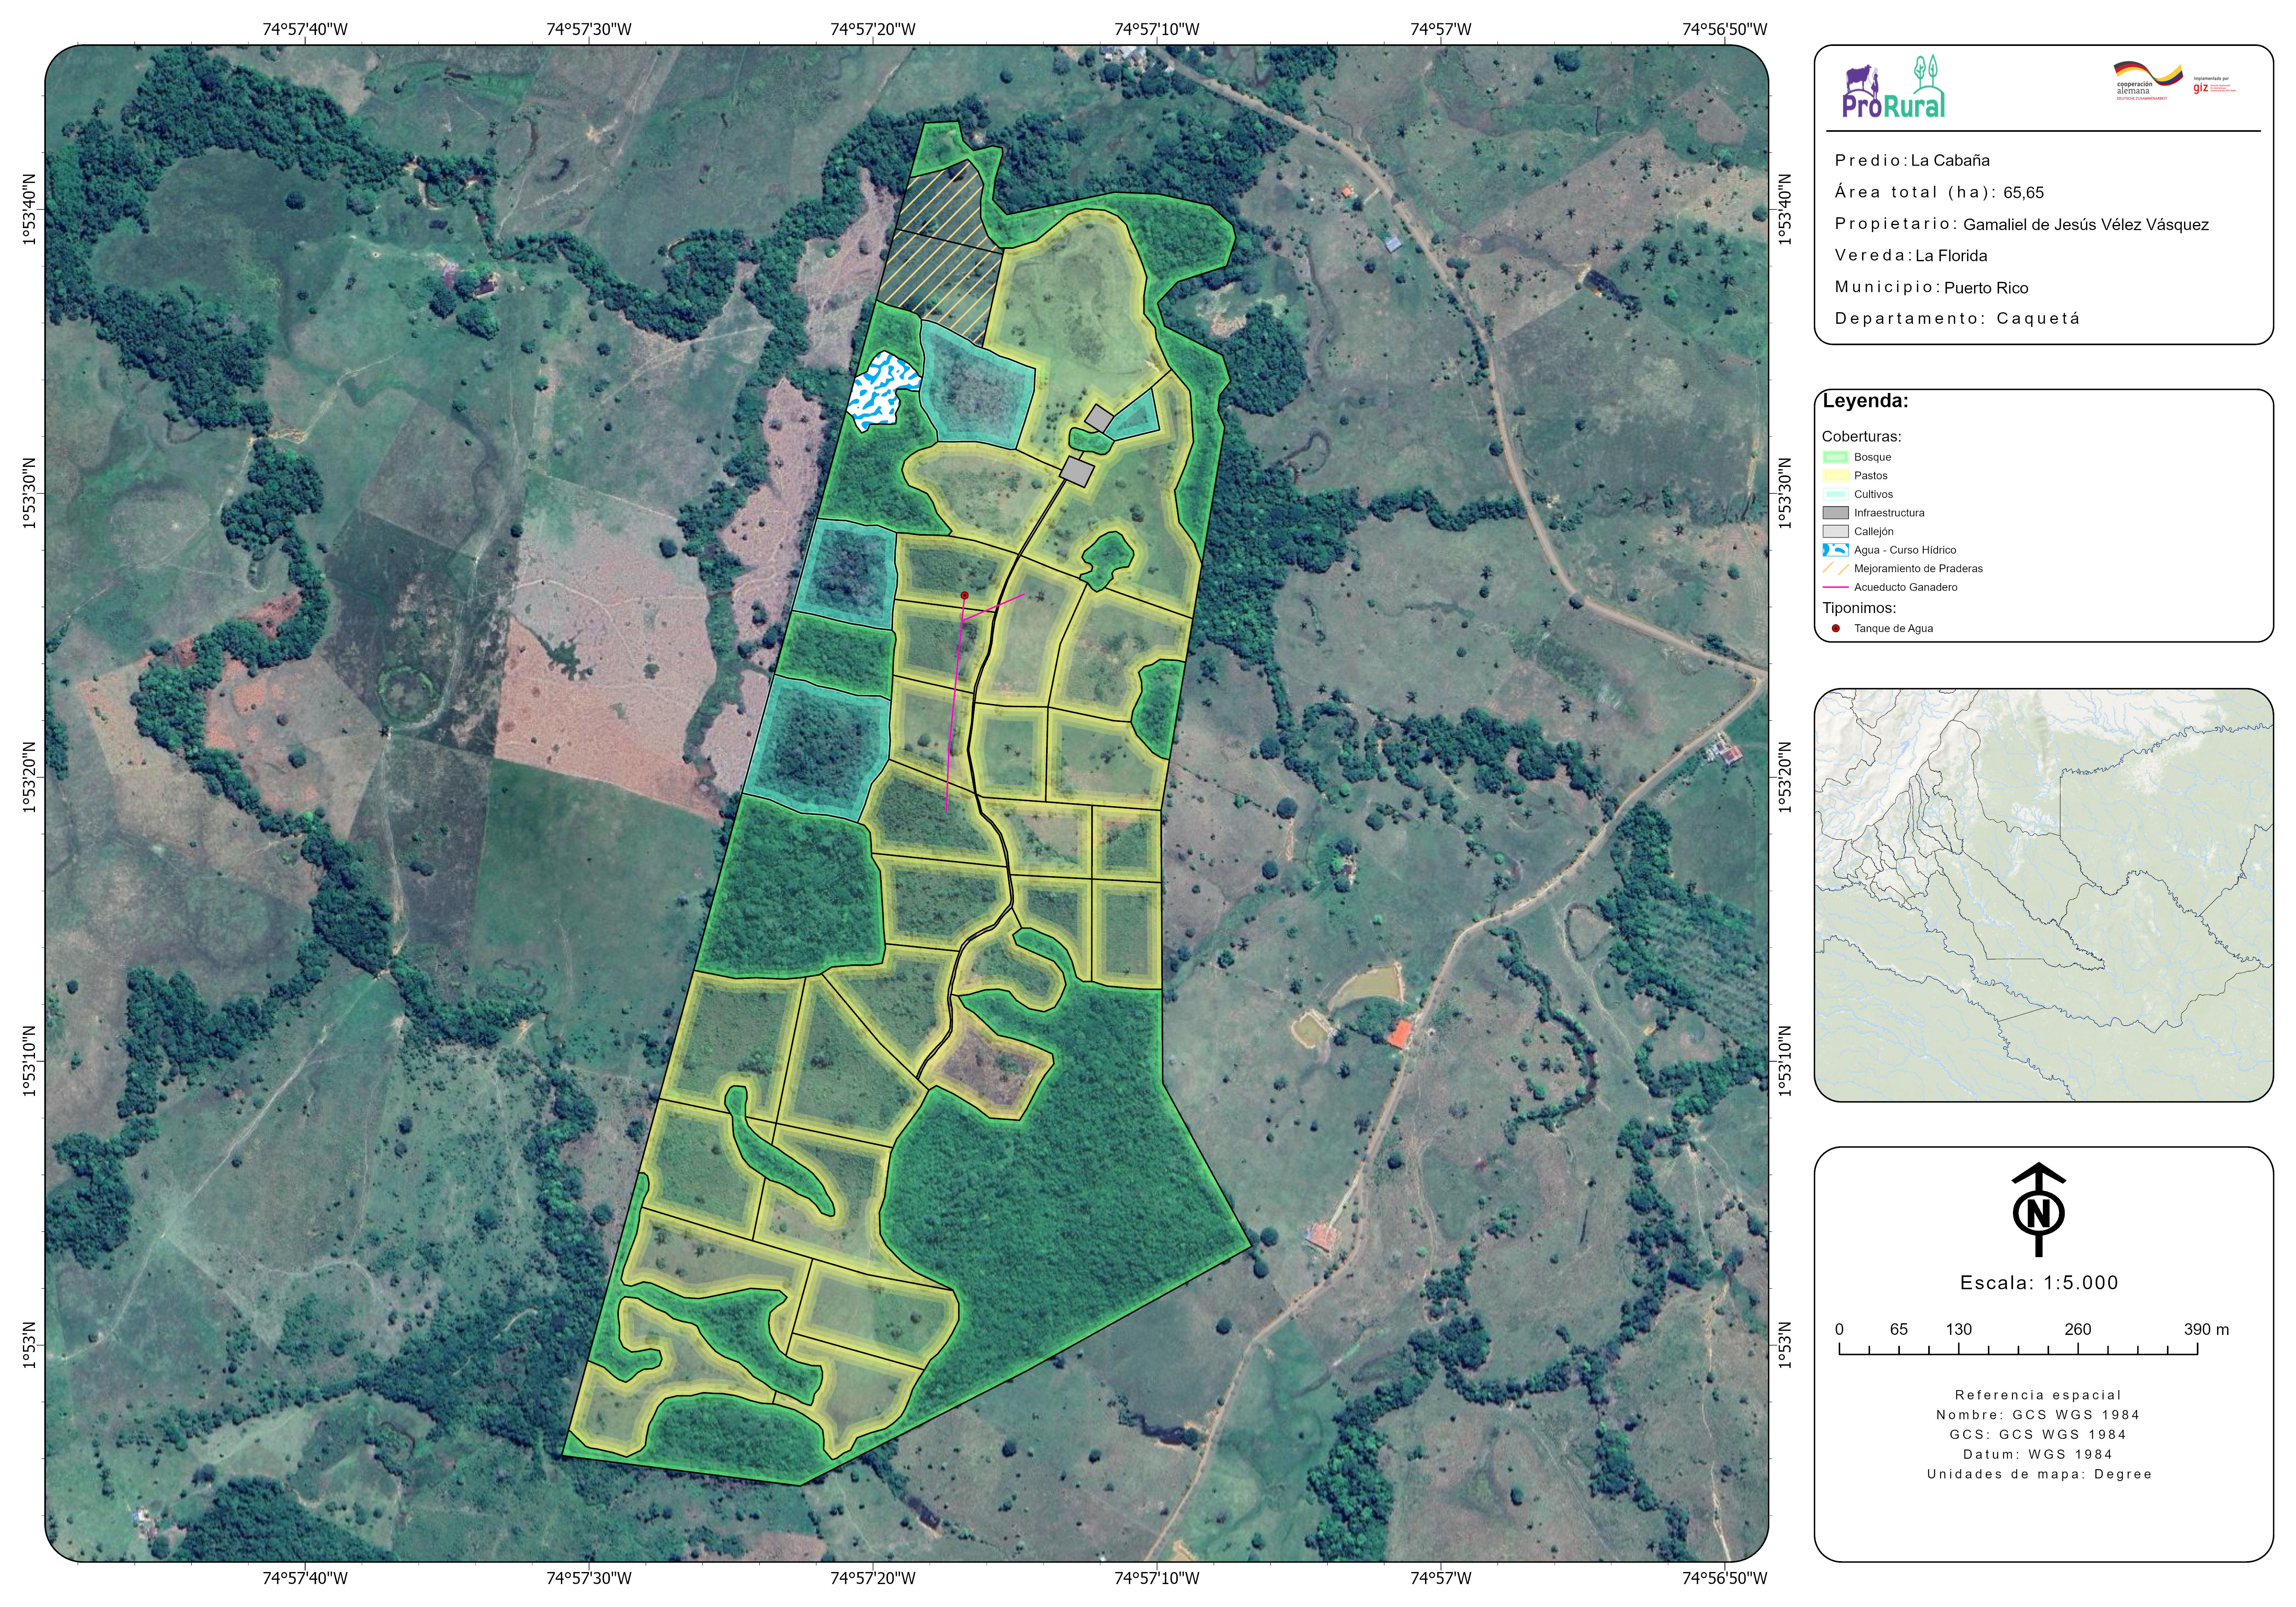 74°57'40"W
74°57'30"W
74°57'20"W
74°57'10"W
74°57'W
74°56'50"W
1°53'40"N
1°53'30"N
1°53'20"N
1°53'10"N
1°53'N
1°53'40"N
1°53'30"N
1°53'20"N
1°53'10"N
1°53'N
74°57'40"W
74°57'30"W
74°57'20"W
74°57'10"W
74°57'W
74°56'50"W
ProRural
cooperación
alemana
DEUTSCHE ZUSAMMENARBEIT
Implementada por
giz
Predio: La Cabaña
Área total (ha): 65,65
Propietario: Gamaliel de Jesús Vélez Vásquez
Vereda: La Florida
Municipio: Puerto Rico
Departamento: Caquetá
Leyenda:
Coberturas:
Bosque
Pastos
Cultivos
Infraestructura
Callejón
Agua - Curso Hídrico
Mejoramiento de Praderas
Acueducto Ganadero
Tiponimos:
Tanque de Agua
N
Escala: 1:5.000
0 65 130 260 390 m
Referencia espacial
Nombre: GCS WGS 1984
GCS: GCS WGS 1984
Datum: WGS 1984
Unidades de mapa: Degree